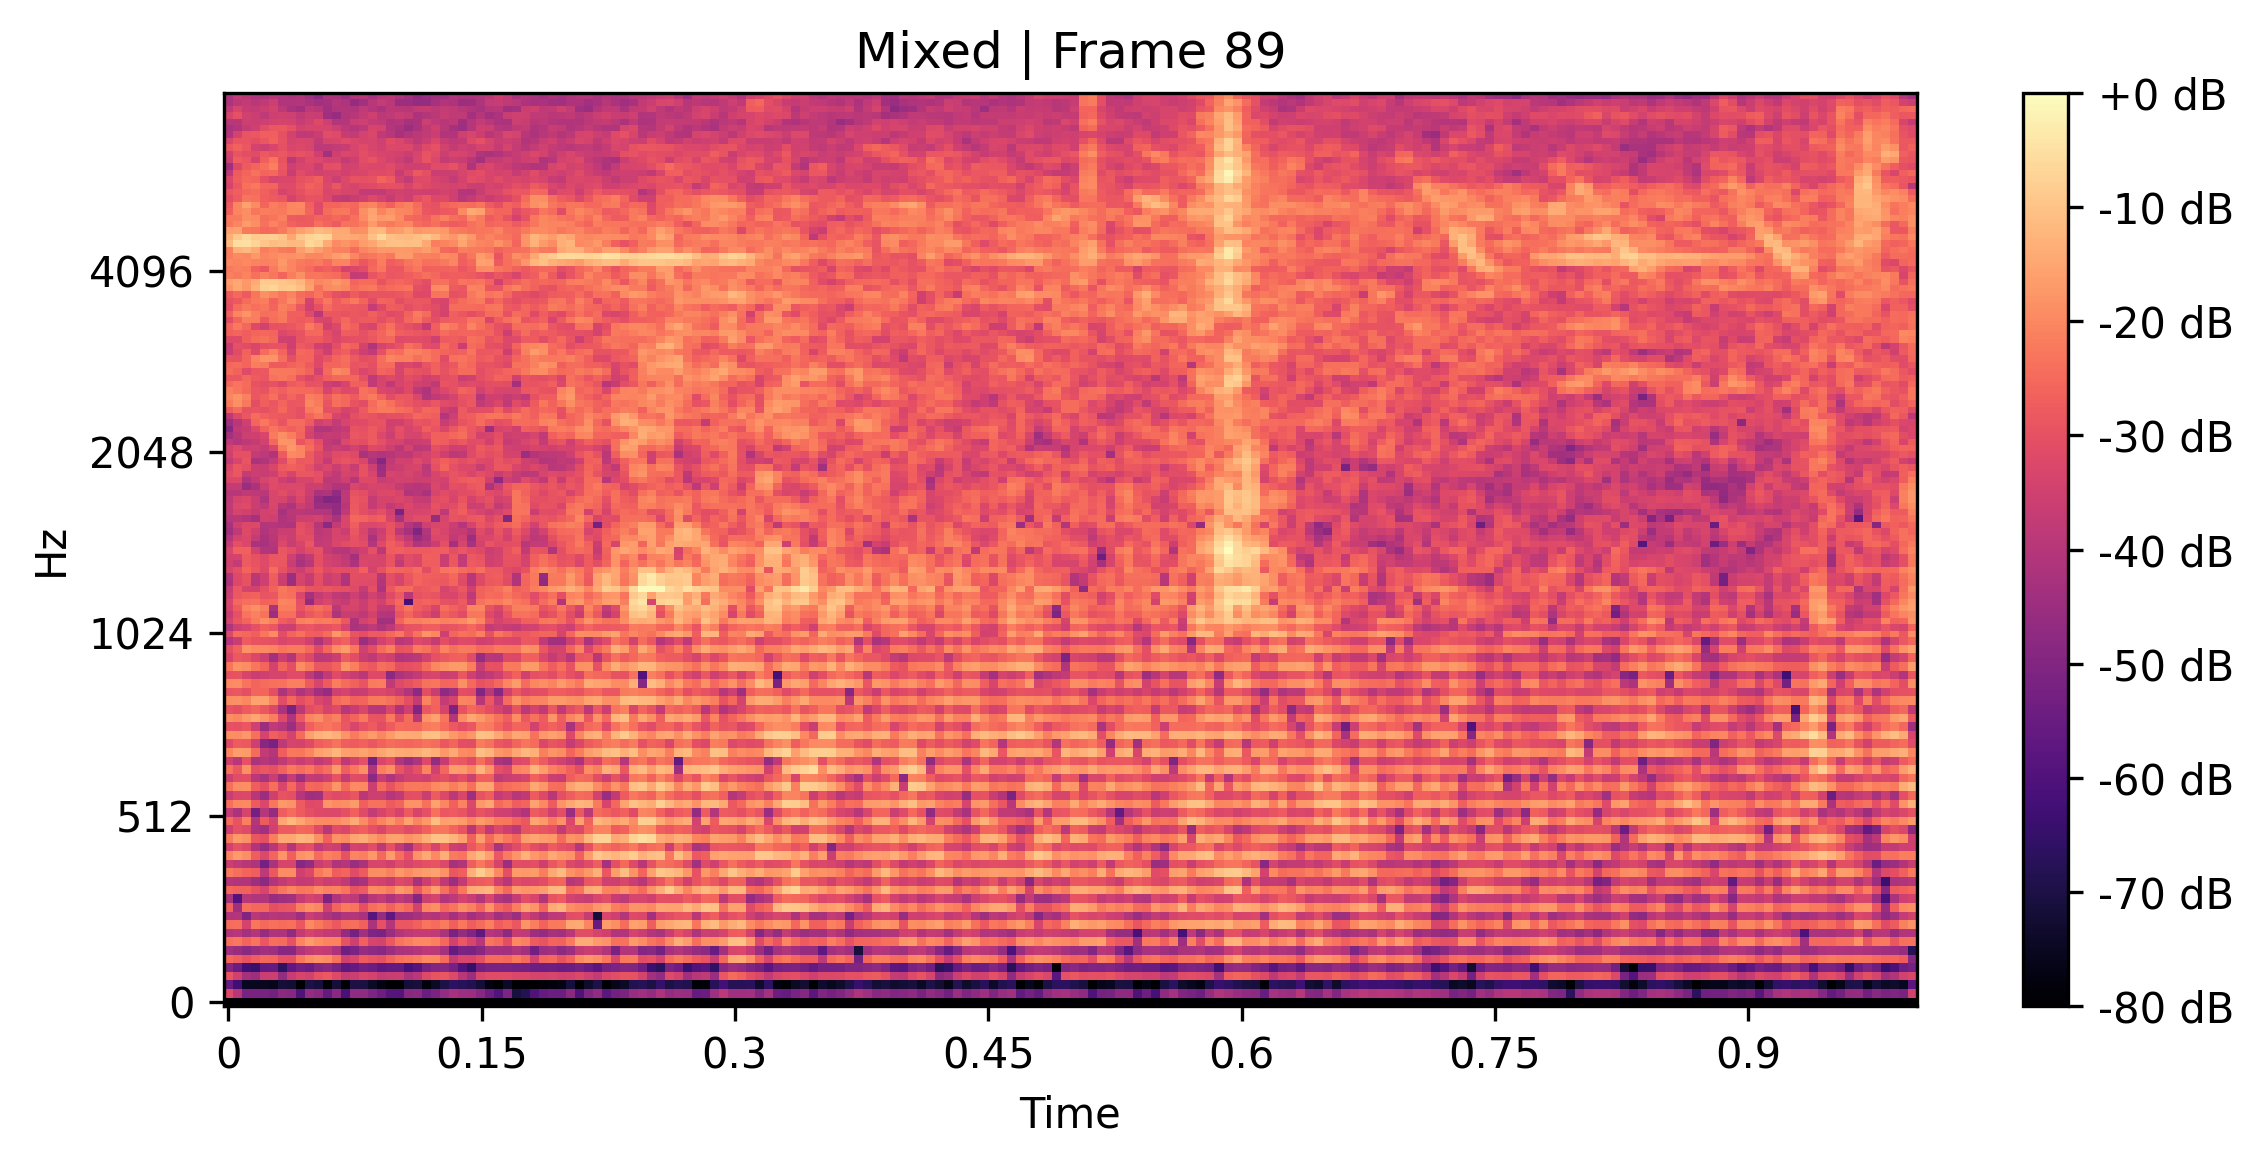 Mixed | Frame 89
+0 dB
-10 dB
-20 dB
-30 dB
-40 dB
-50 dB
-60 dB
-70 dB
-80 dB
4096
2048
1024
512
0
Hz
0 0.15 0.3 0.45 0.6 0.75 0.9
Time